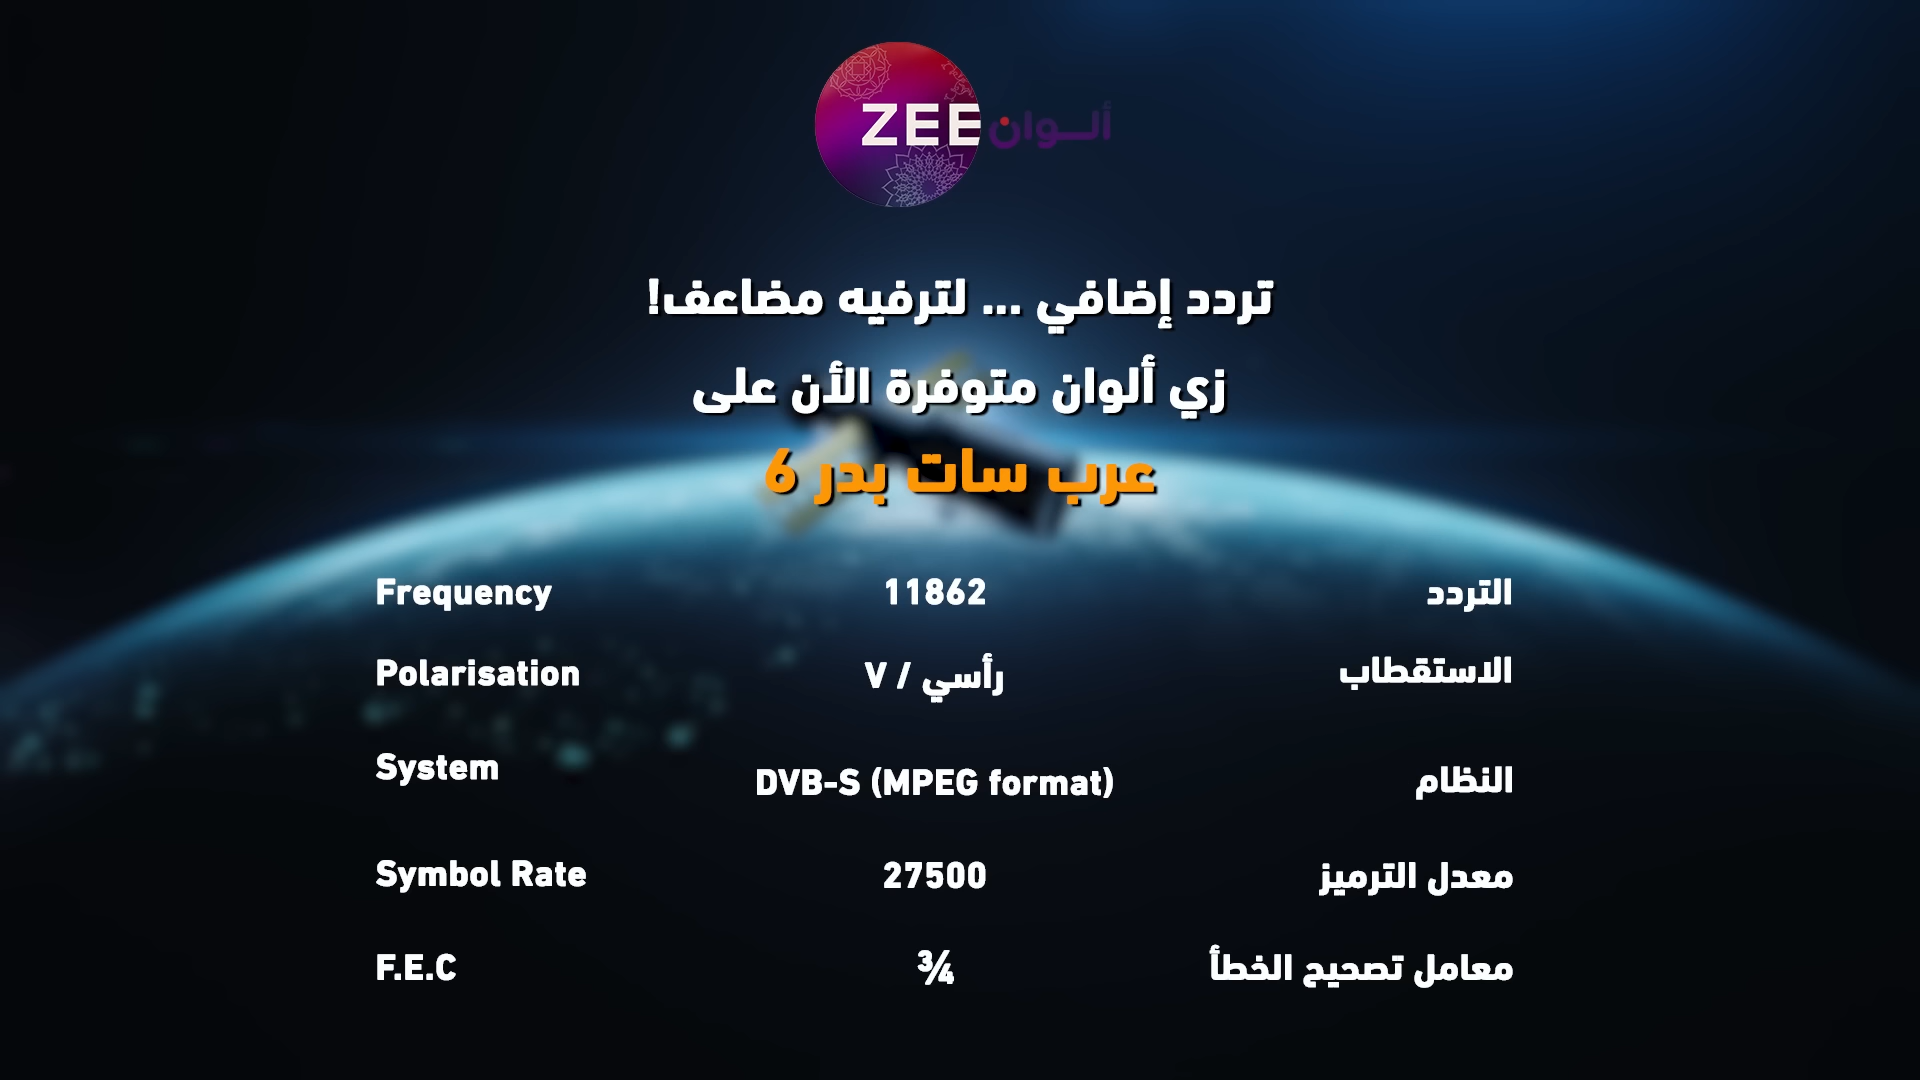 ZEE ألوان
تردد إضافي ... لترفيه مضاعف!
زي ألوان متوفرة الأن على
عرب سات بدر 6
Frequency 11862 التردد
Polarisation رأسي / V الاستقطاب
System DVB-S (MPEG format) النظام
Symbol Rate 27500 معدل الترميز
F.E.C ¾ معامل تصحيح الخطأ